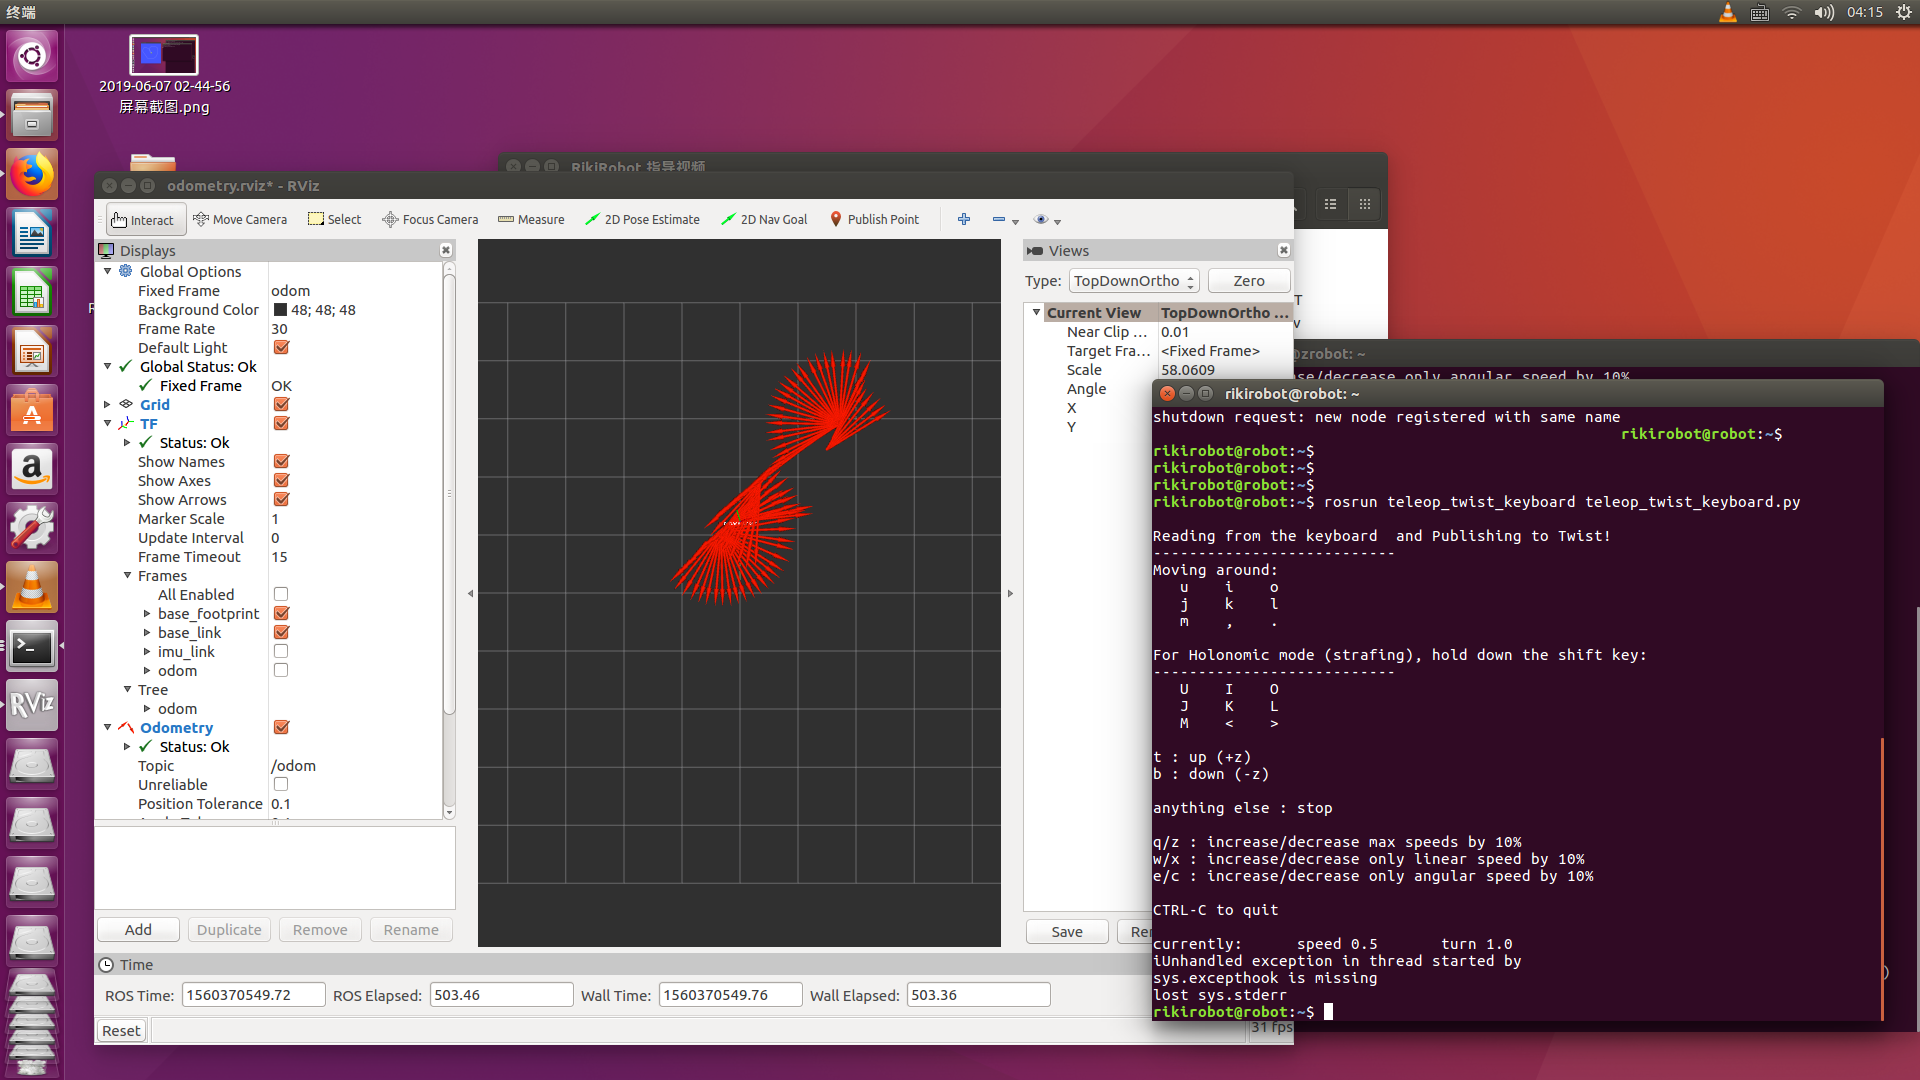 终端
04:15
2019-06-07 02-44-56
屏幕截图.png
RikiRobot 指导视频
odometry.rviz* - RViz
Interact
Move Camera
Select
Focus Camera
Measure
2D Pose Estimate
2D Nav Goal
Publish Point
Displays
Global Options
Fixed Frame odom
Background Color 48; 48; 48
Frame Rate 30
Default Light
Global Status: Ok
Fixed Frame OK
Grid
TF
Status: Ok
Show Names
Show Axes
Show Arrows
Marker Scale 1
Update Interval 0
Frame Timeout 15
Frames
All Enabled
base_footprint
base_link
imu_link
odom
Tree
odom
Odometry
Status: Ok
Topic /odom
Unreliable
Position Tolerance 0.1
Add
Duplicate
Remove
Rename
Views
Type: TopDownOrtho
Zero
Current View TopDownOrtho ...
Near Clip ... 0.01
Target Fra... <Fixed Frame>
Scale 58.0609
Angle
X
Y
Save
Time
ROS Time: 1560370549.72
ROS Elapsed: 503.46
Wall Time: 1560370549.76
Wall Elapsed: 503.36
Reset
31 fps
RViz
zrobot: ~
se/decrease only angular speed by 10%
rikirobot@robot: ~
shutdown request: new node registered with same name
rikirobot@robot:~$
rikirobot@robot:~$
rikirobot@robot:~$
rikirobot@robot:~$
rikirobot@robot:~$ rosrun teleop_twist_keyboard teleop_twist_keyboard.py
Reading from the keyboard  and Publishing to Twist!
---------------------------
Moving around:
u    i    o
j    k    l
m    ,    .
For Holonomic mode (strafing), hold down the shift key:
---------------------------
U    I    O
J    K    L
M    <    >
t : up (+z)
b : down (-z)
anything else : stop
q/z : increase/decrease max speeds by 10%
w/x : increase/decrease only linear speed by 10%
e/c : increase/decrease only angular speed by 10%
CTRL-C to quit
currently:      speed 0.5        turn 1.0
iUnhandled exception in thread started by
sys.excepthook is missing
lost sys.stderr
rikirobot@robot:~$